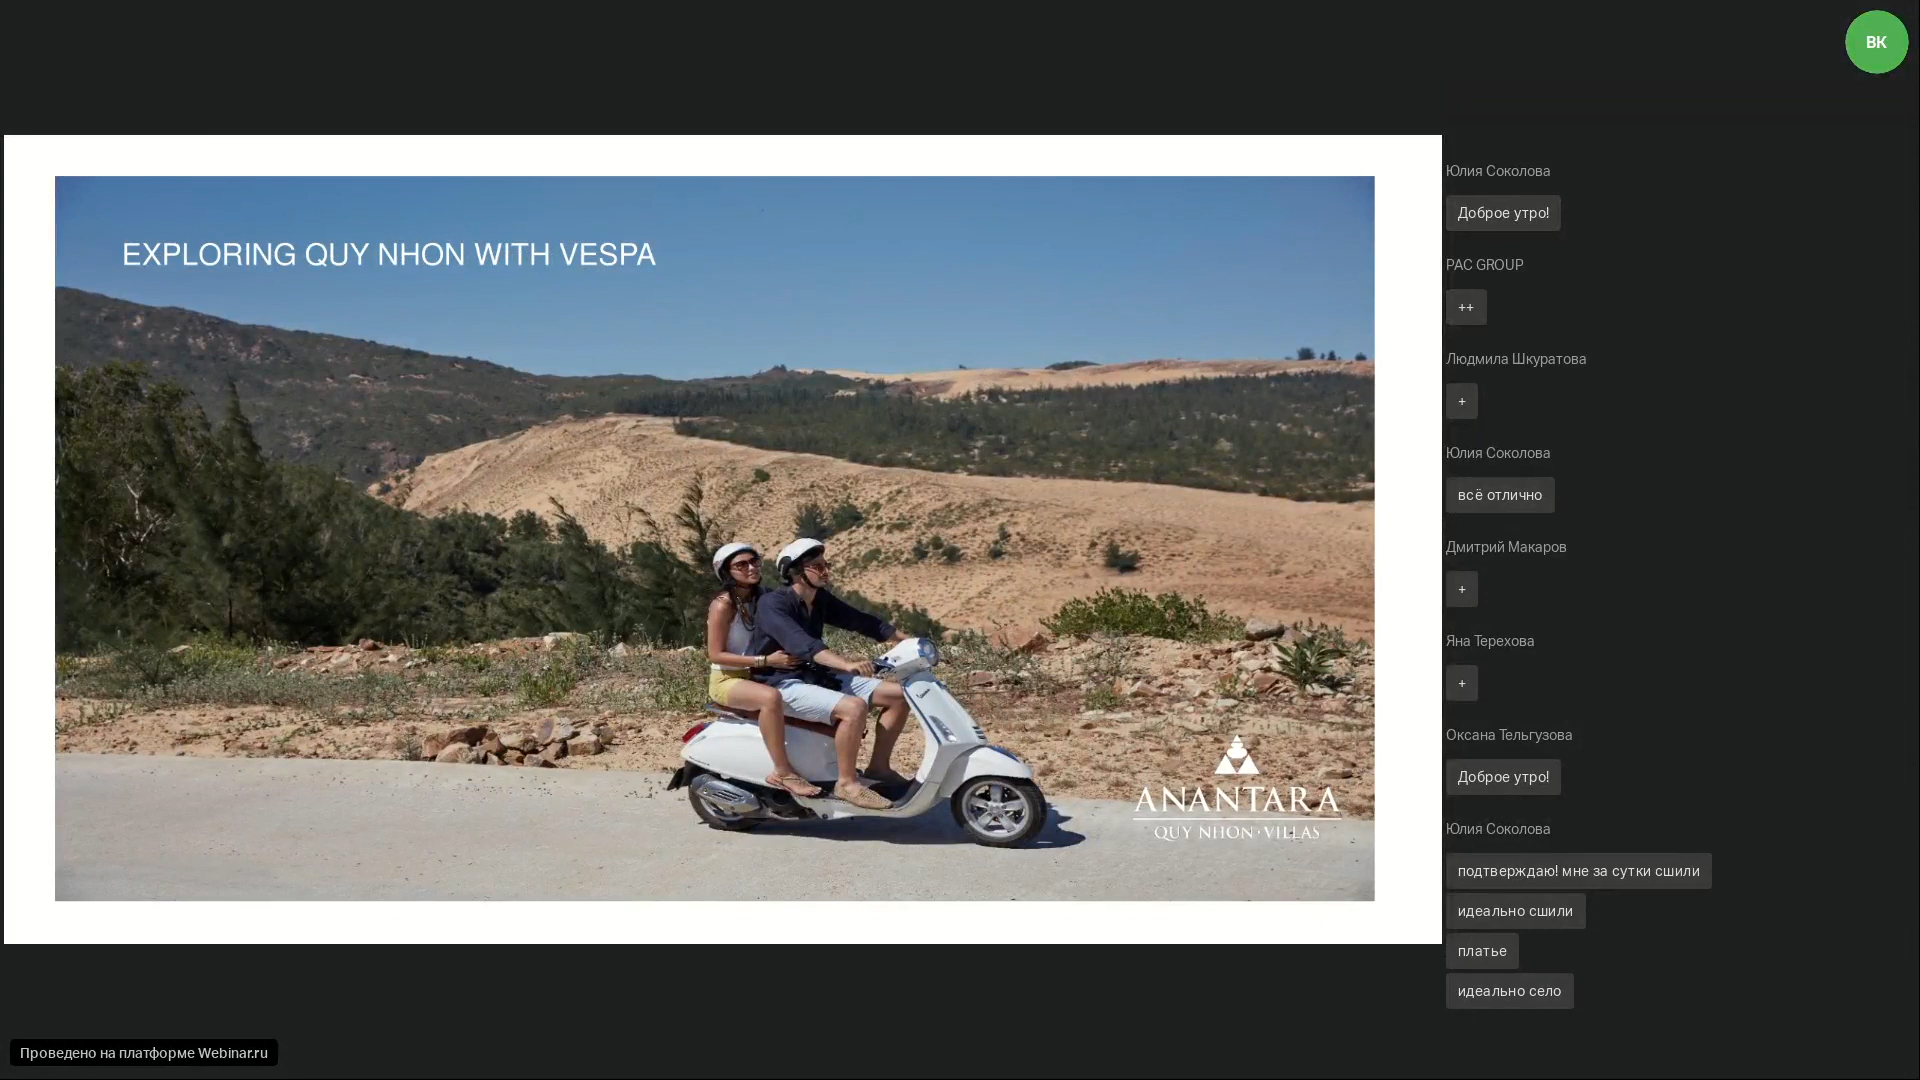 ВК
EXPLORING QUY NHON WITH VESPA
ANANTARA
QUY NHON · VILLAS
Юлия Соколова
Доброе утро!
PAC GROUP
++
Людмила Шкуратова
+
Юлия Соколова
всё отлично
Дмитрий Макаров
+
Яна Терехова
+
Оксана Тельгузова
Доброе утро!
Юлия Соколова
подтверждаю! мне за сутки сшили
идеально сшили
платье
идеально село
Проведено на платформе Webinar.ru